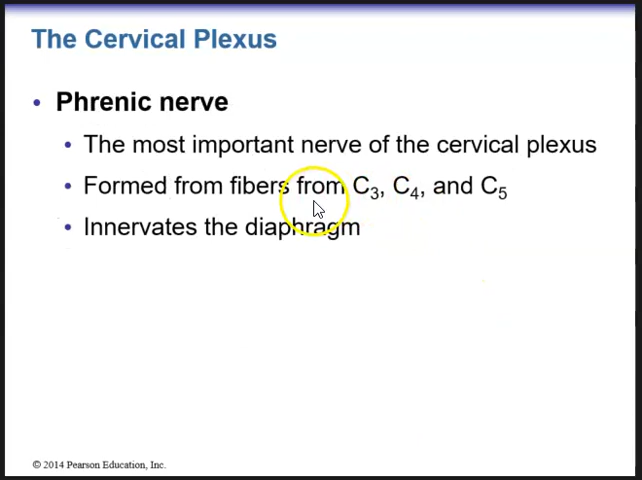 The Cervical Plexus
• Phrenic nerve
• The most important nerve of the cervical plexus
• Formed from fibers from C₃, C₄, and C₅
• Innervates the diaphragm
© 2014 Pearson Education, Inc.